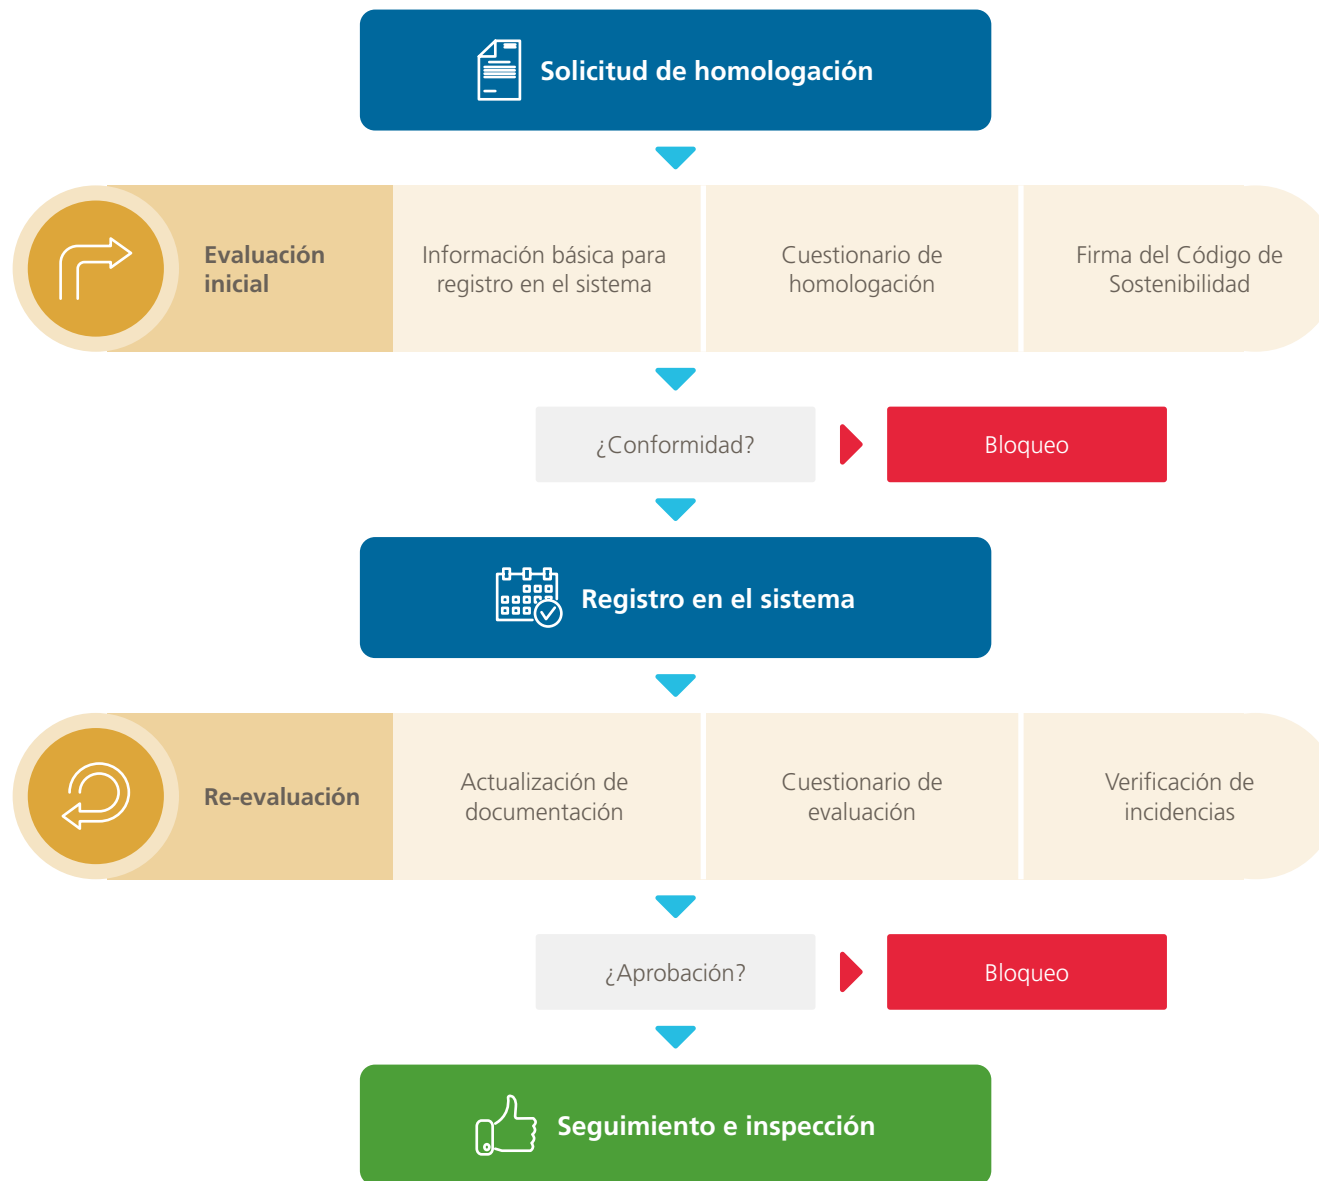 Solicitud de homologación
Evaluación
inicial
Información básica para
registro en el sistema
Cuestionario de
homologación
Firma del Código de
Sostenibilidad
¿Conformidad?
Bloqueo
Registro en el sistema
Re-evaluación
Actualización de
documentación
Cuestionario de
evaluación
Verificación de
incidencias
¿Aprobación?
Bloqueo
Seguimiento e inspección